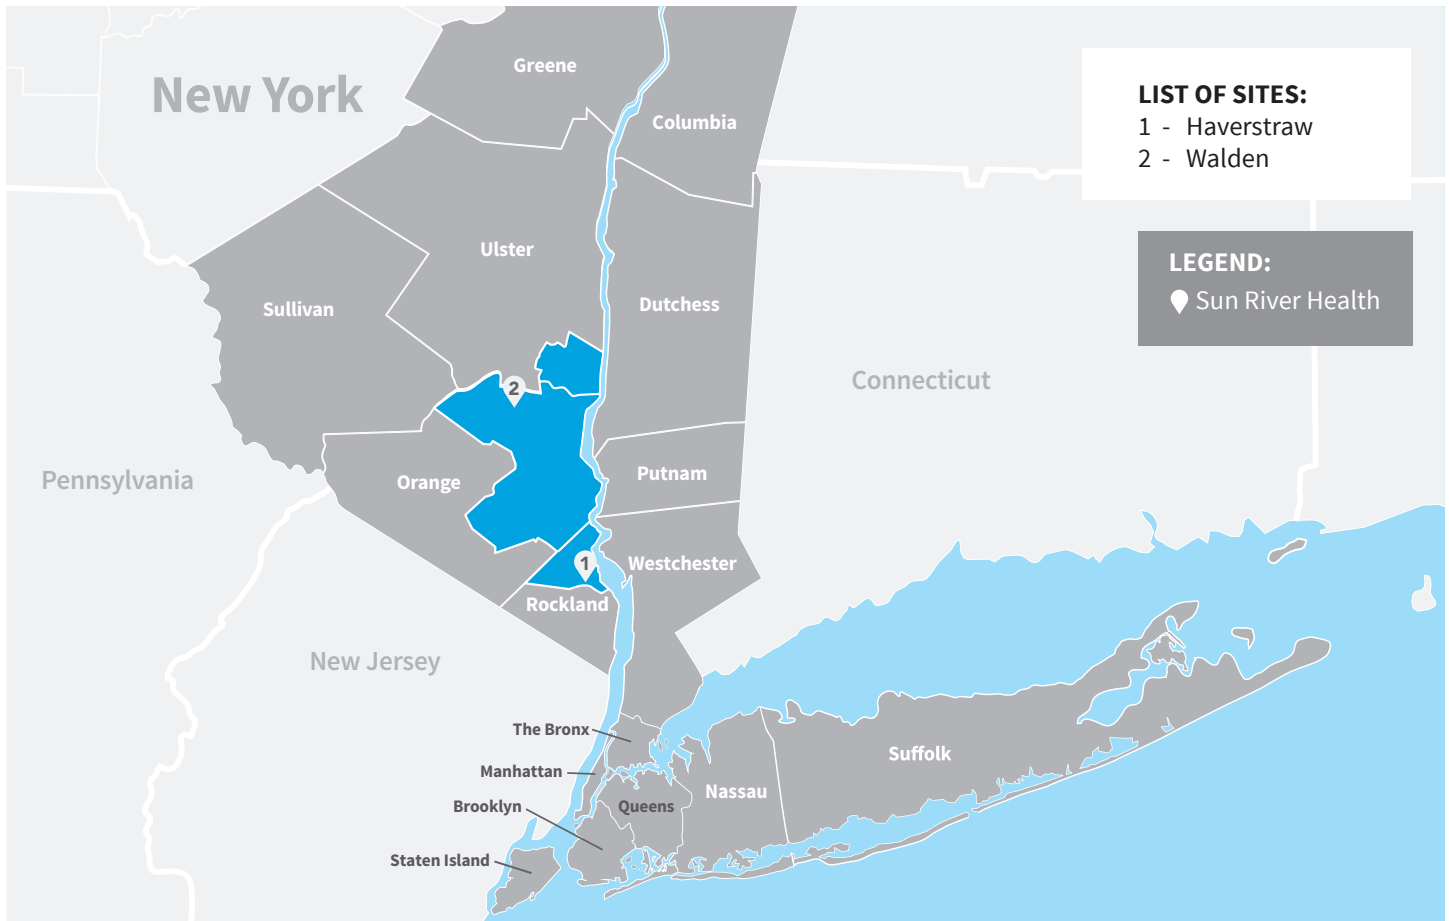 Greene
New York
Columbia
LIST OF SITES:
1 - Haverstraw
2 - Walden
Ulster
LEGEND:
Sun River Health
Sullivan
Dutchess
2
Connecticut
Pennsylvania
Orange
Putnam
1
Westchester
Rockland
New Jersey
The Bronx
Manhattan
Suffolk
Nassau
Brooklyn
Queens
Staten Island